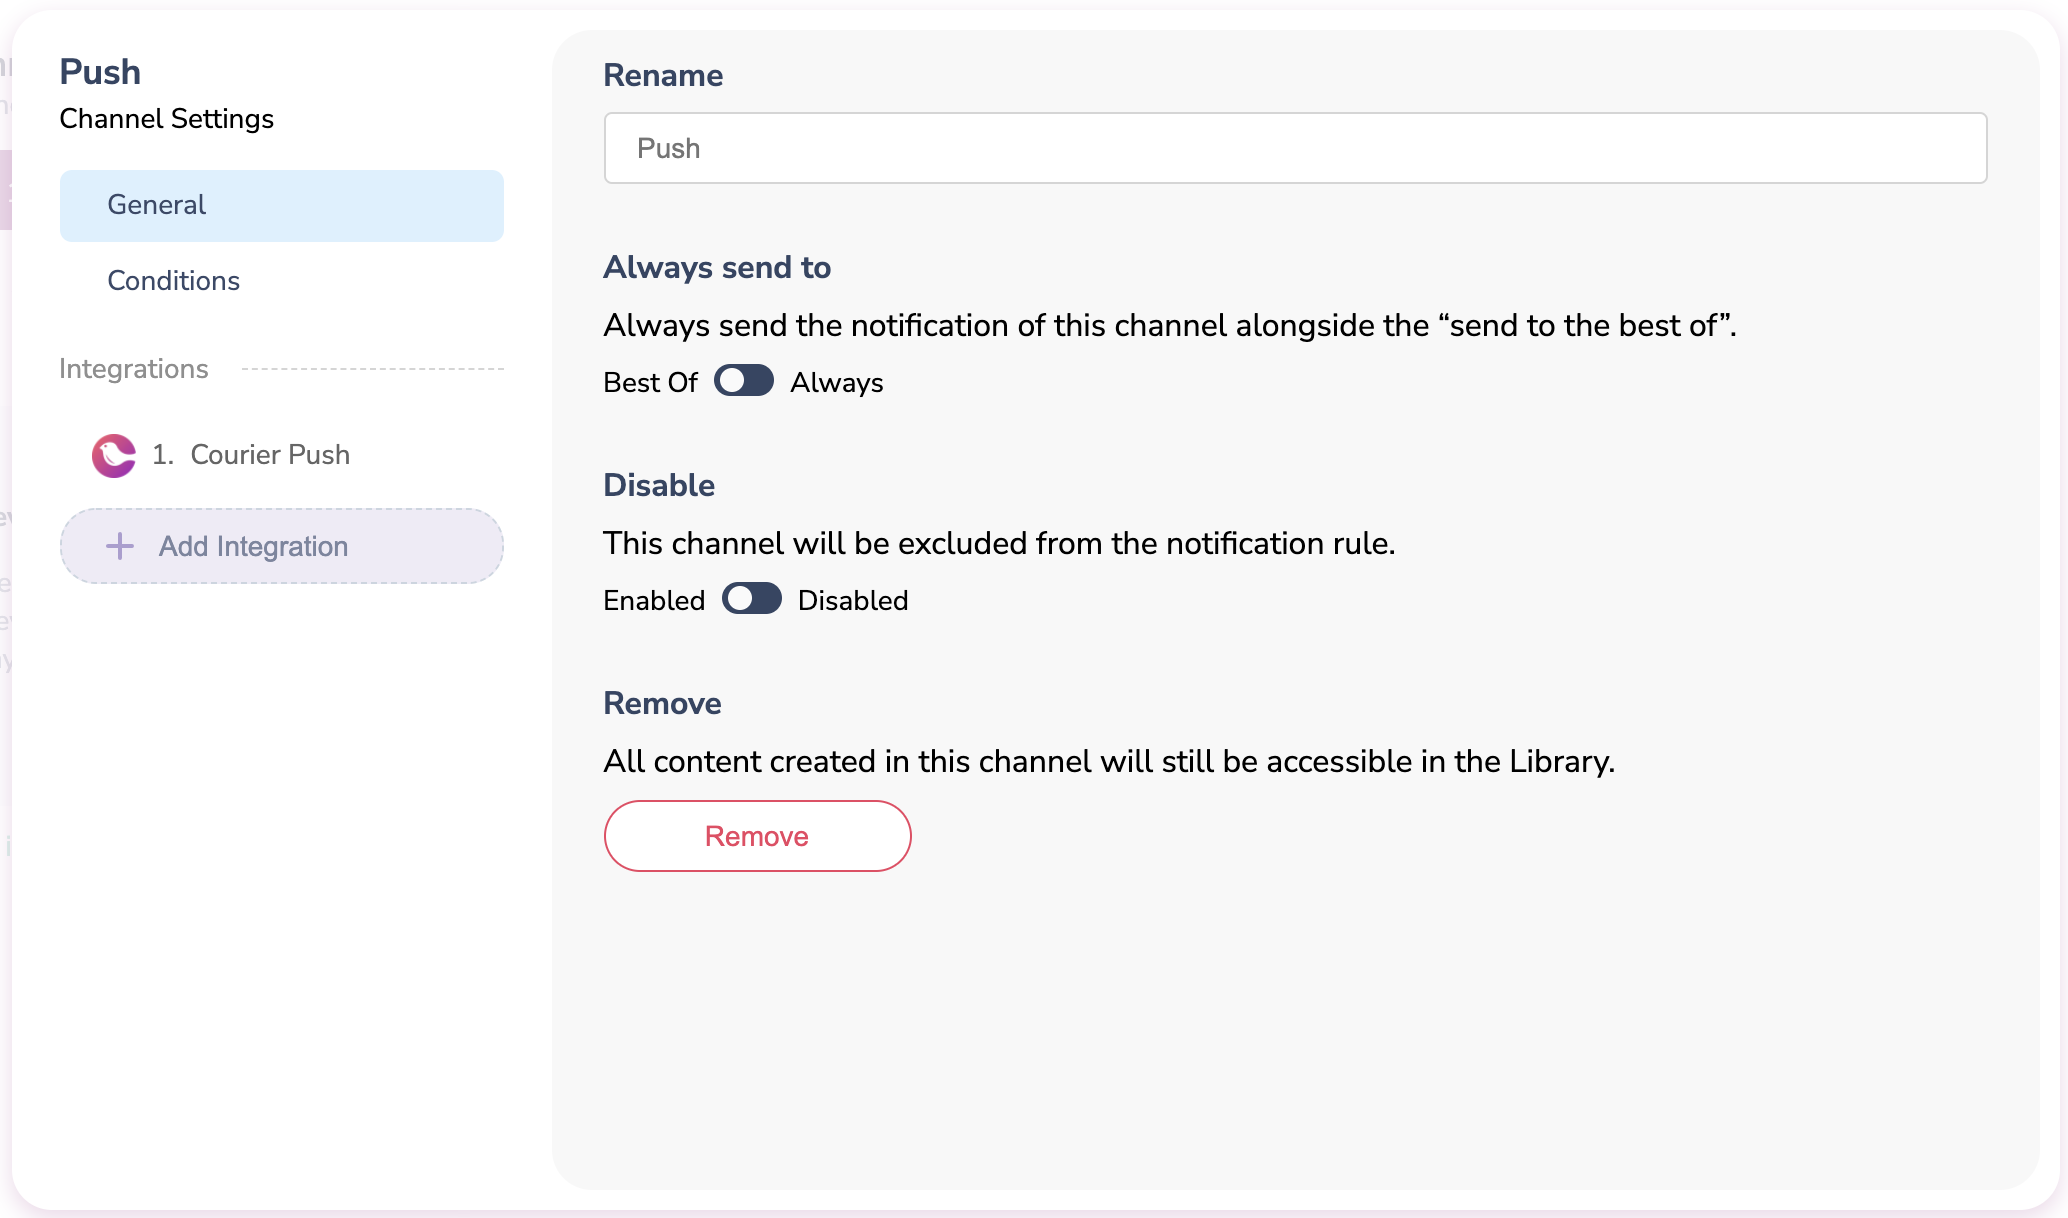 Push
Channel Settings
General
Conditions
Integrations
1. Courier Push
Add Integration
Rename
Push
Always send to
Always send the notification of this channel alongside the “send to the best of”.
Best Of Always
Disable
This channel will be excluded from the notification rule.
Enabled Disabled
Remove
All content created in this channel will still be accessible in the Library.
Remove